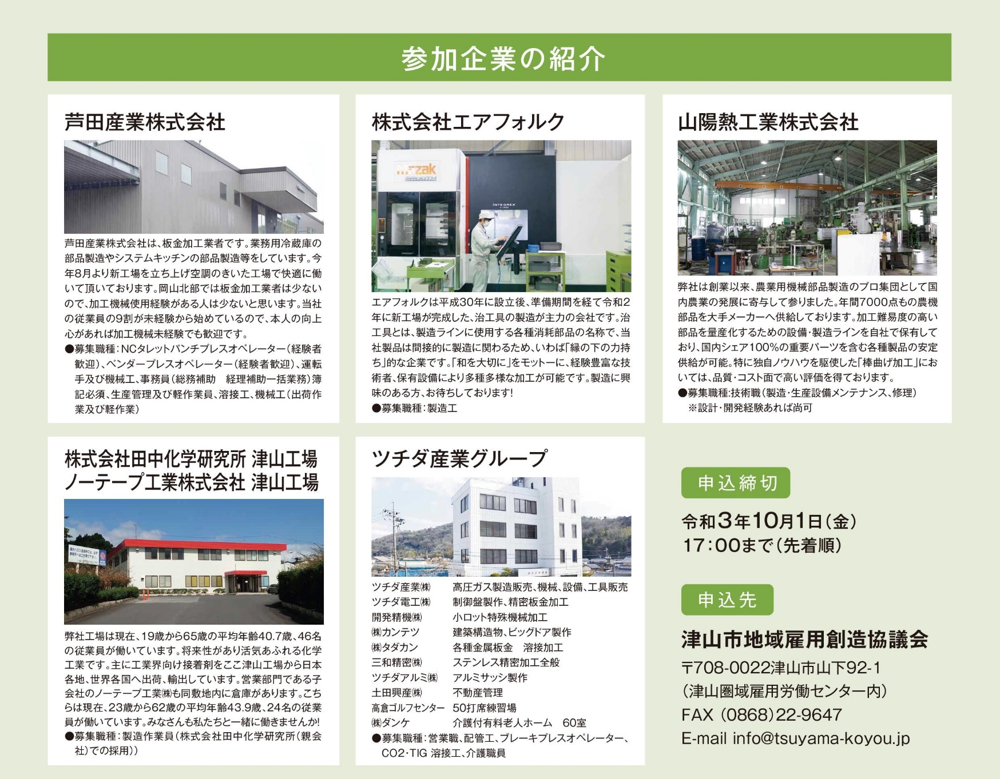 参加企業の紹介
芦田産業株式会社
芦田産業株式会社は、板金加工業者です。業務用冷蔵庫の
部品製造やシステムキッチンの部品製造等をしています。今
年8月より新工場を立ち上げ空調のきいた工場で快適に働
いて頂いております。岡山北部では板金加工業者は少ない
ので、加工機械使用経験がある人は少ないと思います。当社
の従業員の9割が未経験から始めているので、本人の向上
心があれば加工機械未経験でも歓迎です。
●募集職種：NCタレットパンチプレスオペレーター（経験者
歓迎）、ベンダープレスオペレーター（経験者歓迎）、運転
手及び機械工、事務員（総務補助　経理補助一括業務）簿
記必須、生産管理及び軽作業員、溶接工、機械工（出荷作
業及び軽作業）
株式会社エアフォルク
Mazak
SMOOTH
INTEGREX
エアフォルクは平成30年に設立後、準備期間を経て令和2
年に新工場が完成した、治工具の製造が主力の会社です。治
工具とは、製造ラインに使用する各種消耗部品の名称で、当
社製品は間接的に製造に関わるため、いわば「縁の下の力持
ち」的な企業です。「和を大切に」をモットーに、経験豊富な技
術者、保有設備により多種多様な加工が可能です。製造に興
味のある方、お待ちしております!
●募集職種：製造工
山陽熱工業株式会社
弊社は創業以来、農業用機械部品製造のプロ集団として国
内農業の発展に寄与して参りました。年間7000点もの農機
部品を大手メーカーへ供給しております。加工難易度の高い
部品を量産化するための設備・製造ラインを自社で保有して
おり、国内シェア100%の重要パーツを含む各種製品の安定
供給が可能。特に独自ノウハウを駆使した「棒曲げ加工」にお
いては、品質・コスト面で高い評価を得ております。
●募集職種:技術職（製造・生産設備メンテナンス、修理）
※設計・開発経験あれば尚可
株式会社田中化学研究所 津山工場
ノーテープ工業株式会社 津山工場
弊社工場は現在、19歳から65歳の平均年齢40.7歳、46名
の従業員が働いています。将来性があり活気あふれる化学
工業です。主に工業界向け接着剤をここ津山工場から日本
各地、世界各国へ出荷、輸出しています。営業部門である子
会社のノーテープ工業㈱も同敷地内に倉庫があります。こち
らは現在、23歳から62歳の平均年齢43.9歳、24名の従業
員が働いています。みなさんも私たちと一緒に働きませんか!
●募集職種：製造作業員（株式会社田中化学研究所（親会
社）での採用））
ツチダ産業グループ
ツチダ産業㈱　高圧ガス製造販売、機械、設備、工具販売
ツチダ電工㈱　制御盤製作、精密板金加工
開発精機㈱　小ロット特殊機械加工
㈱カンテツ　建築構造物、ビッグドア製作
㈱タダカン　各種金属板金　溶接加工
三和精密㈱　ステンレス精密加工全般
ツチダアルミ㈱　アルミサッシ製作
土田興産㈱　不動産管理
高倉ゴルフセンター　50打席練習場
㈱ダンケ　介護付有料老人ホーム　60室
●募集職種：営業職、配管工、ブレーキプレスオペレーター、
CO2・TIG 溶接工、介護職員
申込締切
令和3年10月1日（金）
17：00まで（先着順）
申込先
津山市地域雇用創造協議会
〒708-0022津山市山下92-1
（津山圏域雇用労働センター内）
FAX（0868）22-9647
E-mail info@tsuyama-koyou.jp